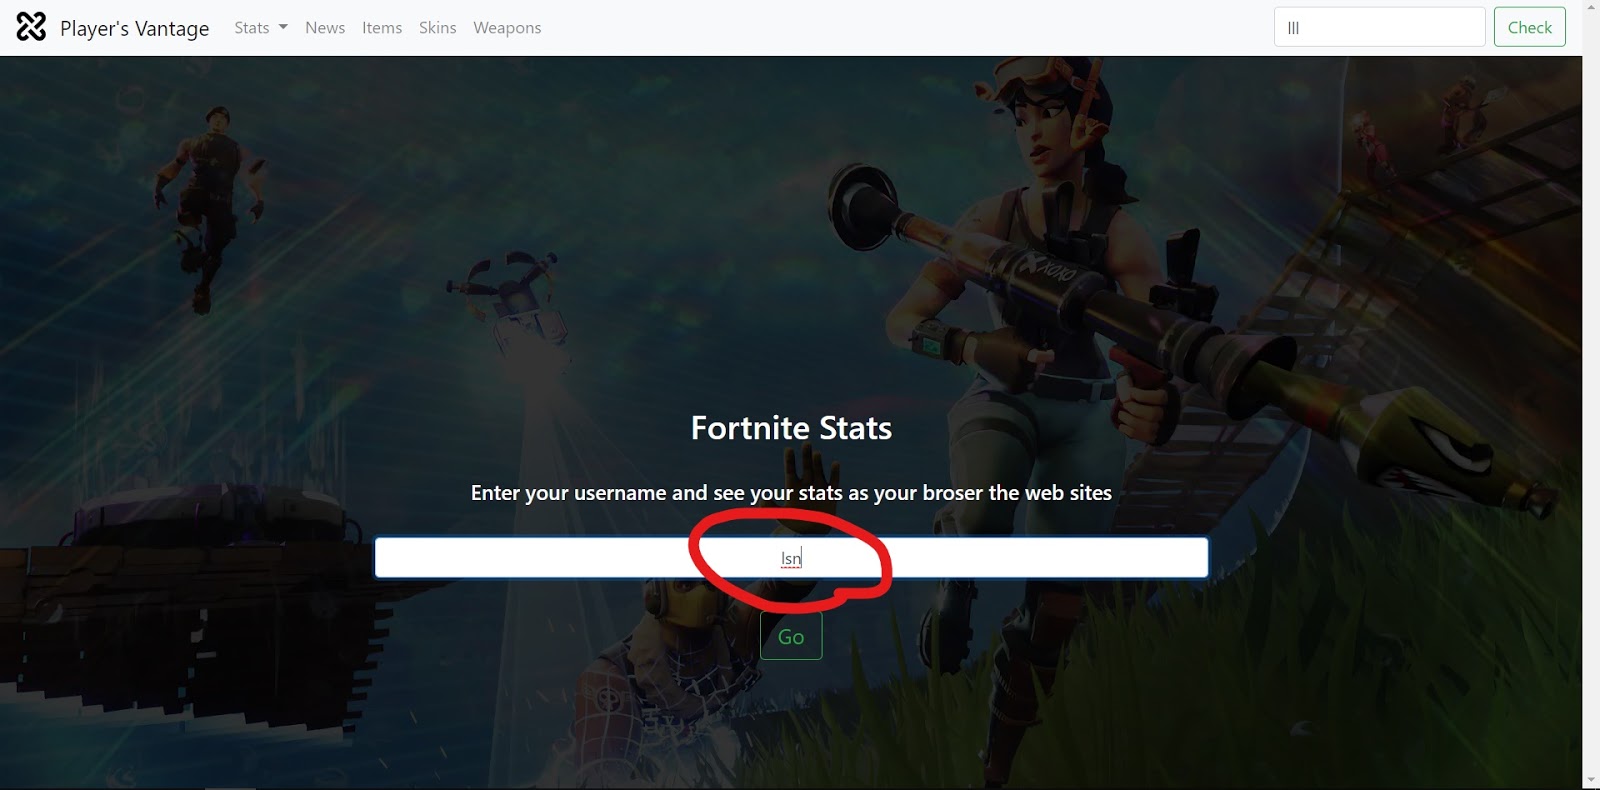 Player's Vantage Stats News Items Skins Weapons lll Check
XOXO
Fortnite Stats
Enter your username and see your stats as your broser the web sites
lsn
Go